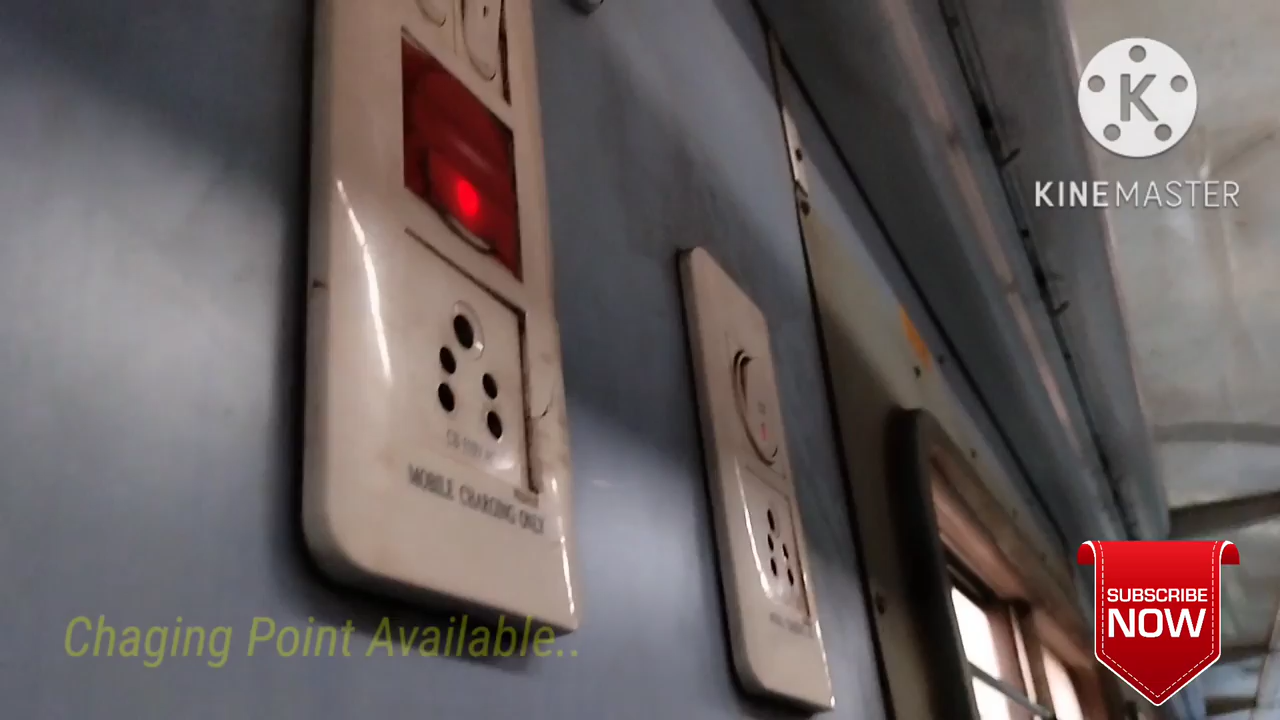 K
KINEMASTER
MOBILE CHARGING ONLY
Chaging Point Available..
SUBSCRIBE
NOW